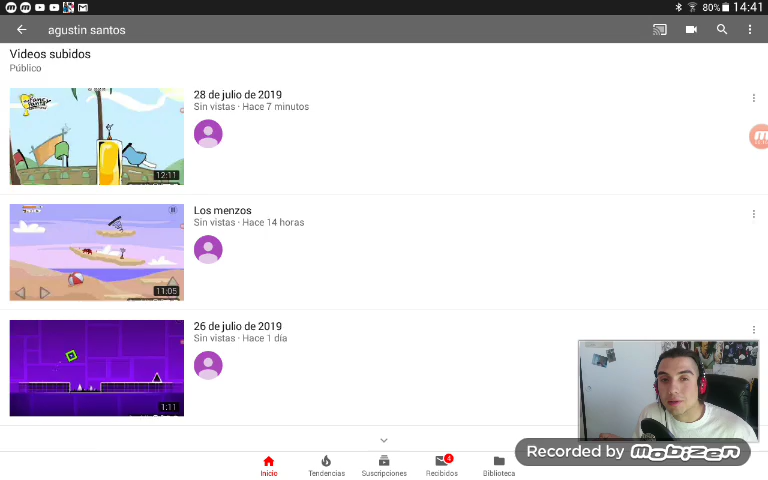 80% 14:41
agustin santos
Videos subidos
Público
28 de julio de 2019
Sin vistas · Hace 7 minutos
12:11
Los menzos
Sin vistas · Hace 14 horas
11:05
26 de julio de 2019
Sin vistas · Hace 1 día
1:11
4
Inicio
Tendencias
Suscripciones
Recibidos
Biblioteca
Recorded by mobizen